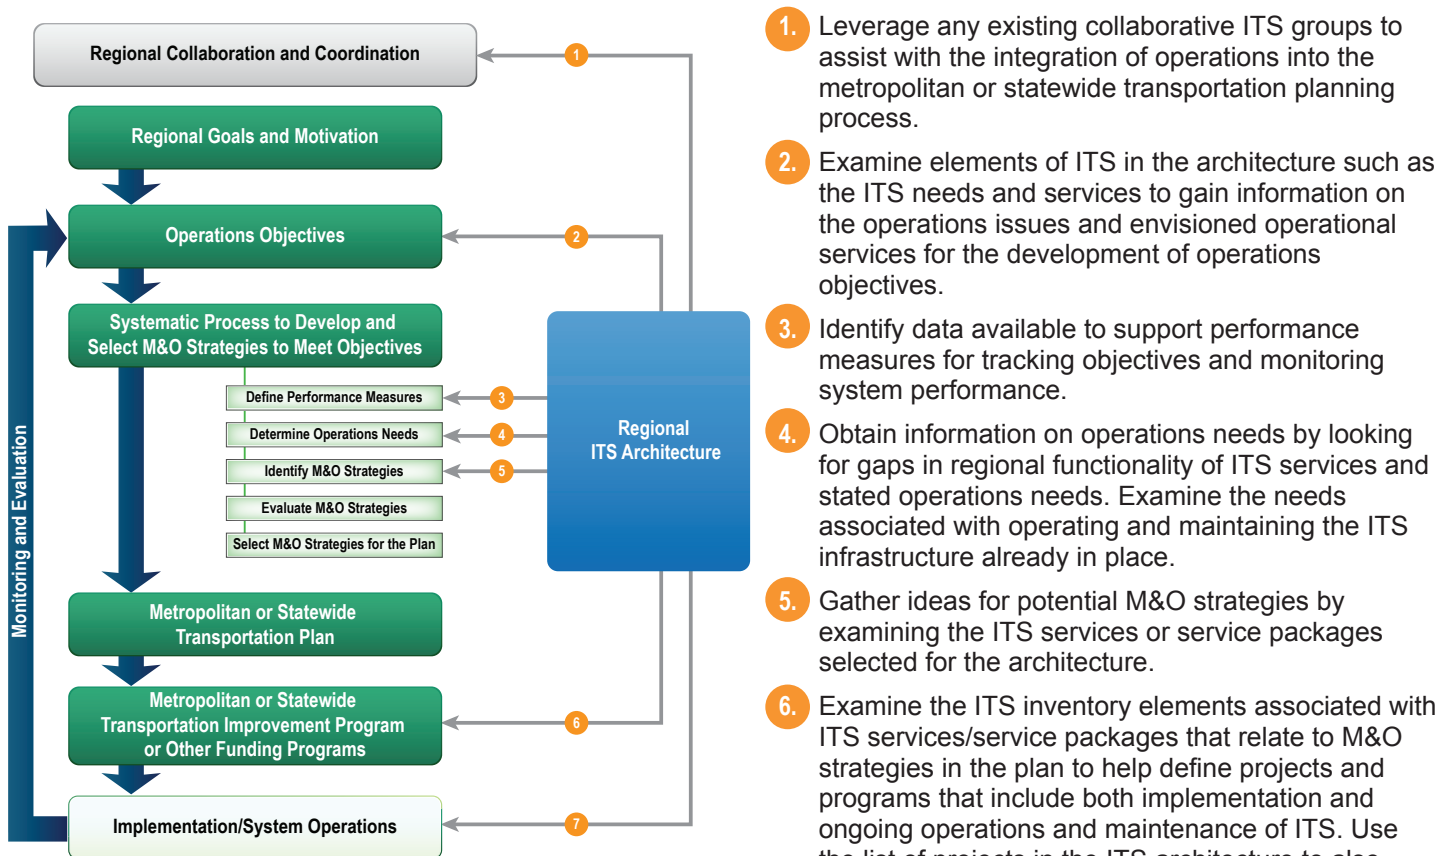 Regional Collaboration and Coordination
1
Regional Goals and Motivation
Operations Objectives
2
Systematic Process to Develop and
Select M&O Strategies to Meet Objectives
Define Performance Measures
3
Determine Operations Needs
4
Identify M&O Strategies
5
Evaluate M&O Strategies
Select M&O Strategies for the Plan
Regional
ITS Architecture
Monitoring and Evaluation
Metropolitan or Statewide
Transportation Plan
Metropolitan or Statewide
Transportation Improvement Program
or Other Funding Programs
6
Implementation/System Operations
7
1. Leverage any existing collaborative ITS groups to
assist with the integration of operations into the
metropolitan or statewide transportation planning
process.
2. Examine elements of ITS in the architecture such as
the ITS needs and services to gain information on
the operations issues and envisioned operational
services for the development of operations
objectives.
3. Identify data available to support performance
measures for tracking objectives and monitoring
system performance.
4. Obtain information on operations needs by looking
for gaps in regional functionality of ITS services and
stated operations needs. Examine the needs
associated with operating and maintaining the ITS
infrastructure already in place.
5. Gather ideas for potential M&O strategies by
examining the ITS services or service packages
selected for the architecture.
6. Examine the ITS inventory elements associated with
ITS services/service packages that relate to M&O
strategies in the plan to help define projects and
programs that include both implementation and
ongoing operations and maintenance of ITS. Use
the list of projects in the ITS architecture to also